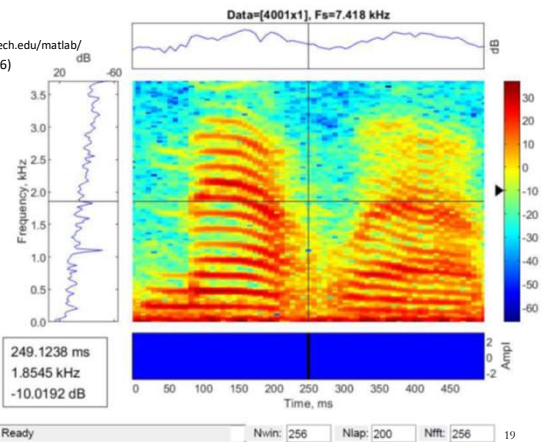 Data=[4001x1], Fs=7.418 kHz
ech.edu/matlab/
6)
dB
20 -60
dB
3.5
3.0
2.5
2.0
1.5
1.0
0.5
0.0
Frequency, kHz
30
20
10
0
-10
-20
-30
-40
-50
-60
249.1238 ms
1.8545 kHz
-10.0192 dB
2
0
-2
Ampl
0 50 100 150 200 250 300 350 400 450
Time, ms
Ready Nwin: 256 Nlap: 200 Nfft: 256 19